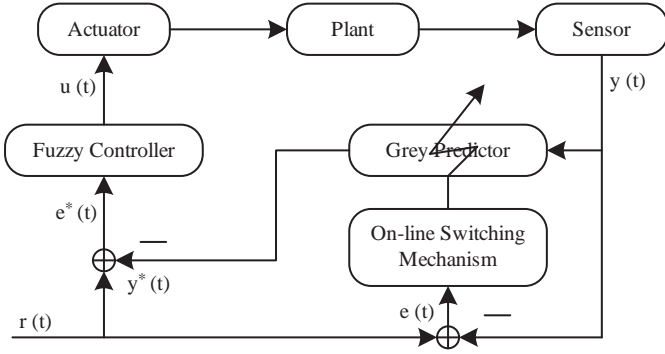 Actuator
Plant
Sensor
u (t)
y (t)
Fuzzy Controller
Grey Predictor
e* (t)
On-line Switching
Mechanism
y* (t)
e (t)
r (t)